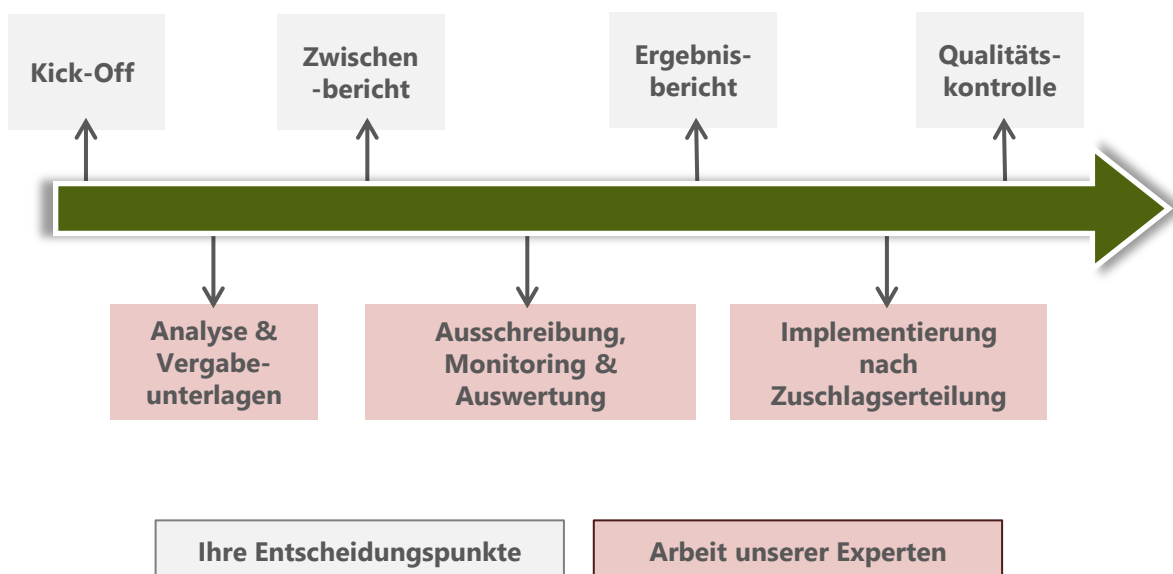 Kick-Off
Zwischen
-bericht
Ergebnis-
bericht
Qualitäts-
kontrolle
Analyse &
Vergabe-
unterlagen
Ausschreibung,
Monitoring &
Auswertung
Implementierung
nach
Zuschlagserteilung
Ihre Entscheidungspunkte
Arbeit unserer Experten